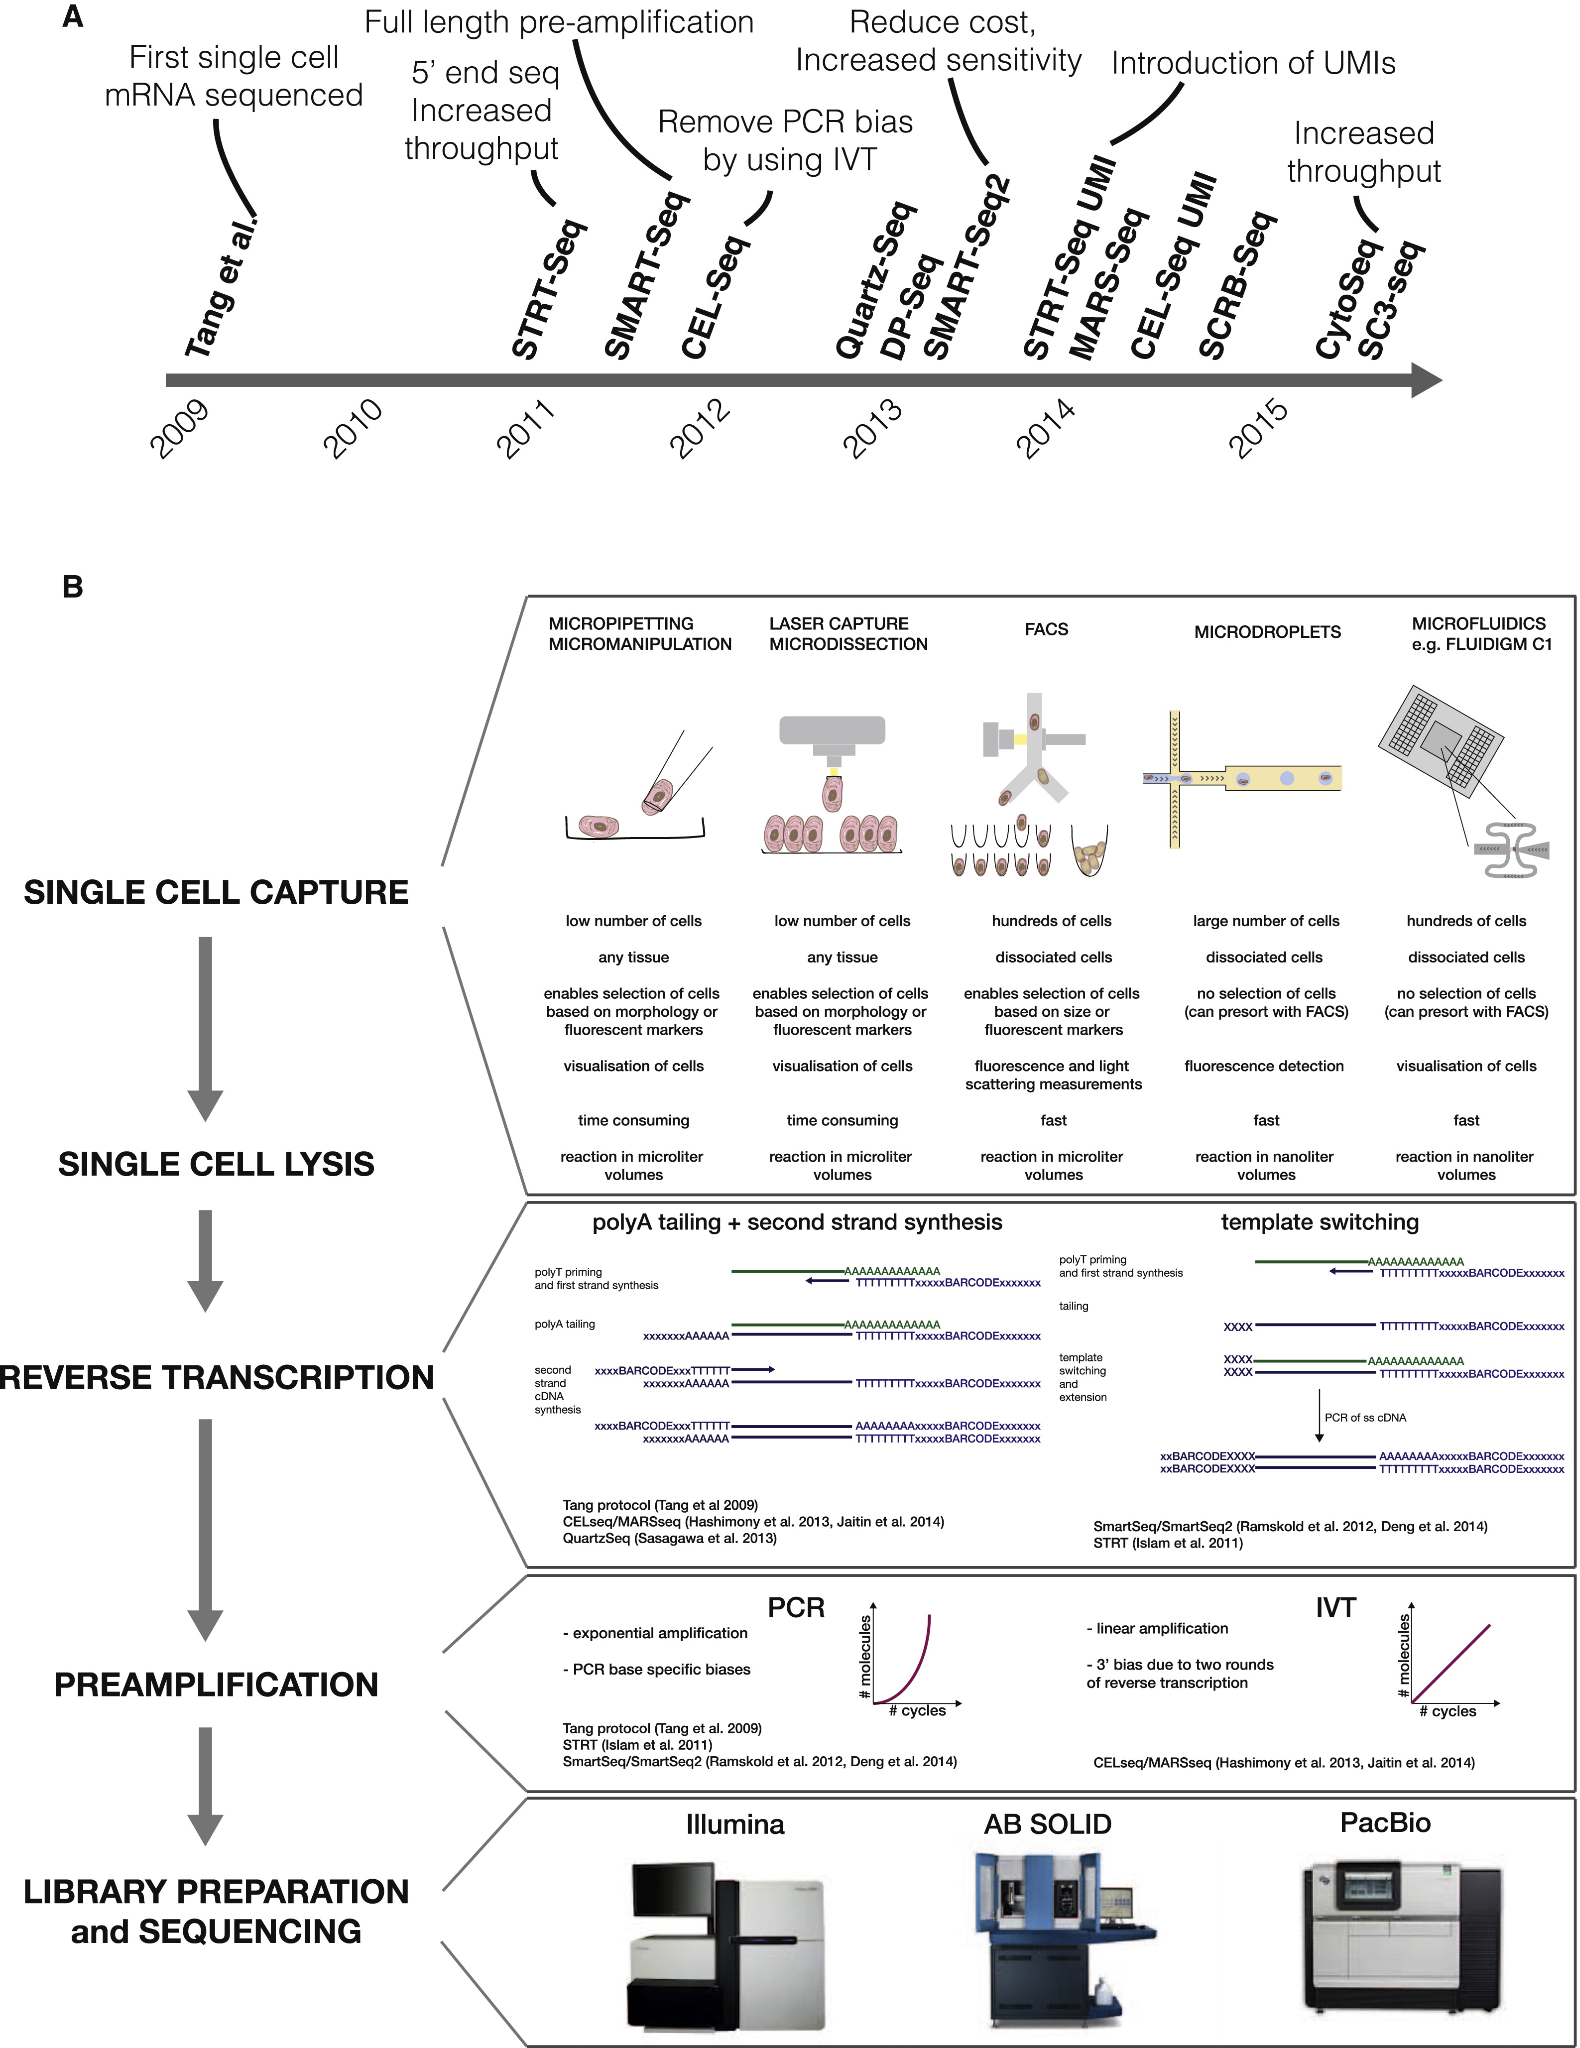 A
First single cell
mRNA sequenced
Full length pre-amplification
5’ end seq
Increased
throughput
Remove PCR bias
by using IVT
Reduce cost,
Increased sensitivity
Introduction of UMIs
Increased
throughput
Tang et al.
STRT-Seq
SMART-Seq
CEL-Seq
Quartz-Seq
DP-Seq
SMART-Seq2
STRT-Seq UMI
MARS-Seq
CEL-Seq UMI
SCRB-Seq
CytoSeq
SC3-seq
2009
2010
2011
2012
2013
2014
2015
B
SINGLE CELL CAPTURE
SINGLE CELL LYSIS
REVERSE TRANSCRIPTION
PREAMPLIFICATION
LIBRARY PREPARATION
and SEQUENCING
MICROPIPETTING
MICROMANIPULATION
LASER CAPTURE
MICRODISSECTION
FACS
MICRODROPLETS
MICROFLUIDICS
e.g. FLUIDIGM C1
low number of cells
low number of cells
hundreds of cells
large number of cells
hundreds of cells
any tissue
any tissue
dissociated cells
dissociated cells
dissociated cells
enables selection of cells
based on morphology or
fluorescent markers
enables selection of cells
based on morphology or
fluorescent markers
enables selection of cells
based on size or
fluorescent markers
no selection of cells
(can presort with FACS)
no selection of cells
(can presort with FACS)
visualisation of cells
visualisation of cells
fluorescence and light
scattering measurements
fluorescence detection
visualisation of cells
time consuming
time consuming
fast
fast
fast
reaction in microliter
volumes
reaction in microliter
volumes
reaction in microliter
volumes
reaction in nanoliter
volumes
reaction in nanoliter
volumes
polyA tailing + second strand synthesis
polyT priming
and first strand synthesis
AAAAAAAAAAAAA
TTTTTTTTTxxxxxBARCODExxxxxxx
polyA tailing
AAAAAAAAAAAAA
xxxxxxxAAAAAA
TTTTTTTTTxxxxxBARCODExxxxxxx
second
strand
cDNA
synthesis
xxxxBARCODExxxTTTTTT
xxxxxxxAAAAAA
TTTTTTTTTxxxxxBARCODExxxxxxx
xxxxBARCODExxxTTTTTT
AAAAAAAAxxxxxBARCODExxxxxxx
xxxxxxxAAAAAA
TTTTTTTTTxxxxxBARCODExxxxxxx
Tang protocol (Tang et al 2009)
CELseq/MARSseq (Hashimony et al. 2013, Jaitin et al. 2014)
QuartzSeq (Sasagawa et al. 2013)
template switching
polyT priming
and first strand synthesis
AAAAAAAAAAAAA
TTTTTTTTTxxxxxBARCODExxxxxxx
tailing
XXXX
TTTTTTTTTxxxxxBARCODExxxxxxx
template
switching
and
extension
XXXX
AAAAAAAAAAAAA
XXXX
TTTTTTTTTxxxxxBARCODExxxxxxx
PCR of ss cDNA
xxBARCODEXXXX
AAAAAAAAxxxxxBARCODExxxxxxx
xxBARCODEXXXX
TTTTTTTTTxxxxxBARCODExxxxxxx
SmartSeq/SmartSeq2 (Ramskold et al. 2012, Deng et al. 2014)
STRT (Islam et al. 2011)
PCR
- exponential amplification
- PCR base specific biases
# molecules
# cycles
Tang protocol (Tang et al. 2009)
STRT (Islam et al. 2011)
SmartSeq/SmartSeq2 (Ramskold et al. 2012, Deng et al. 2014)
IVT
- linear amplification
- 3’ bias due to two rounds
of reverse transcription
# molecules
# cycles
CELseq/MARSseq (Hashimony et al. 2013, Jaitin et al. 2014)
Illumina
AB SOLID
PacBio